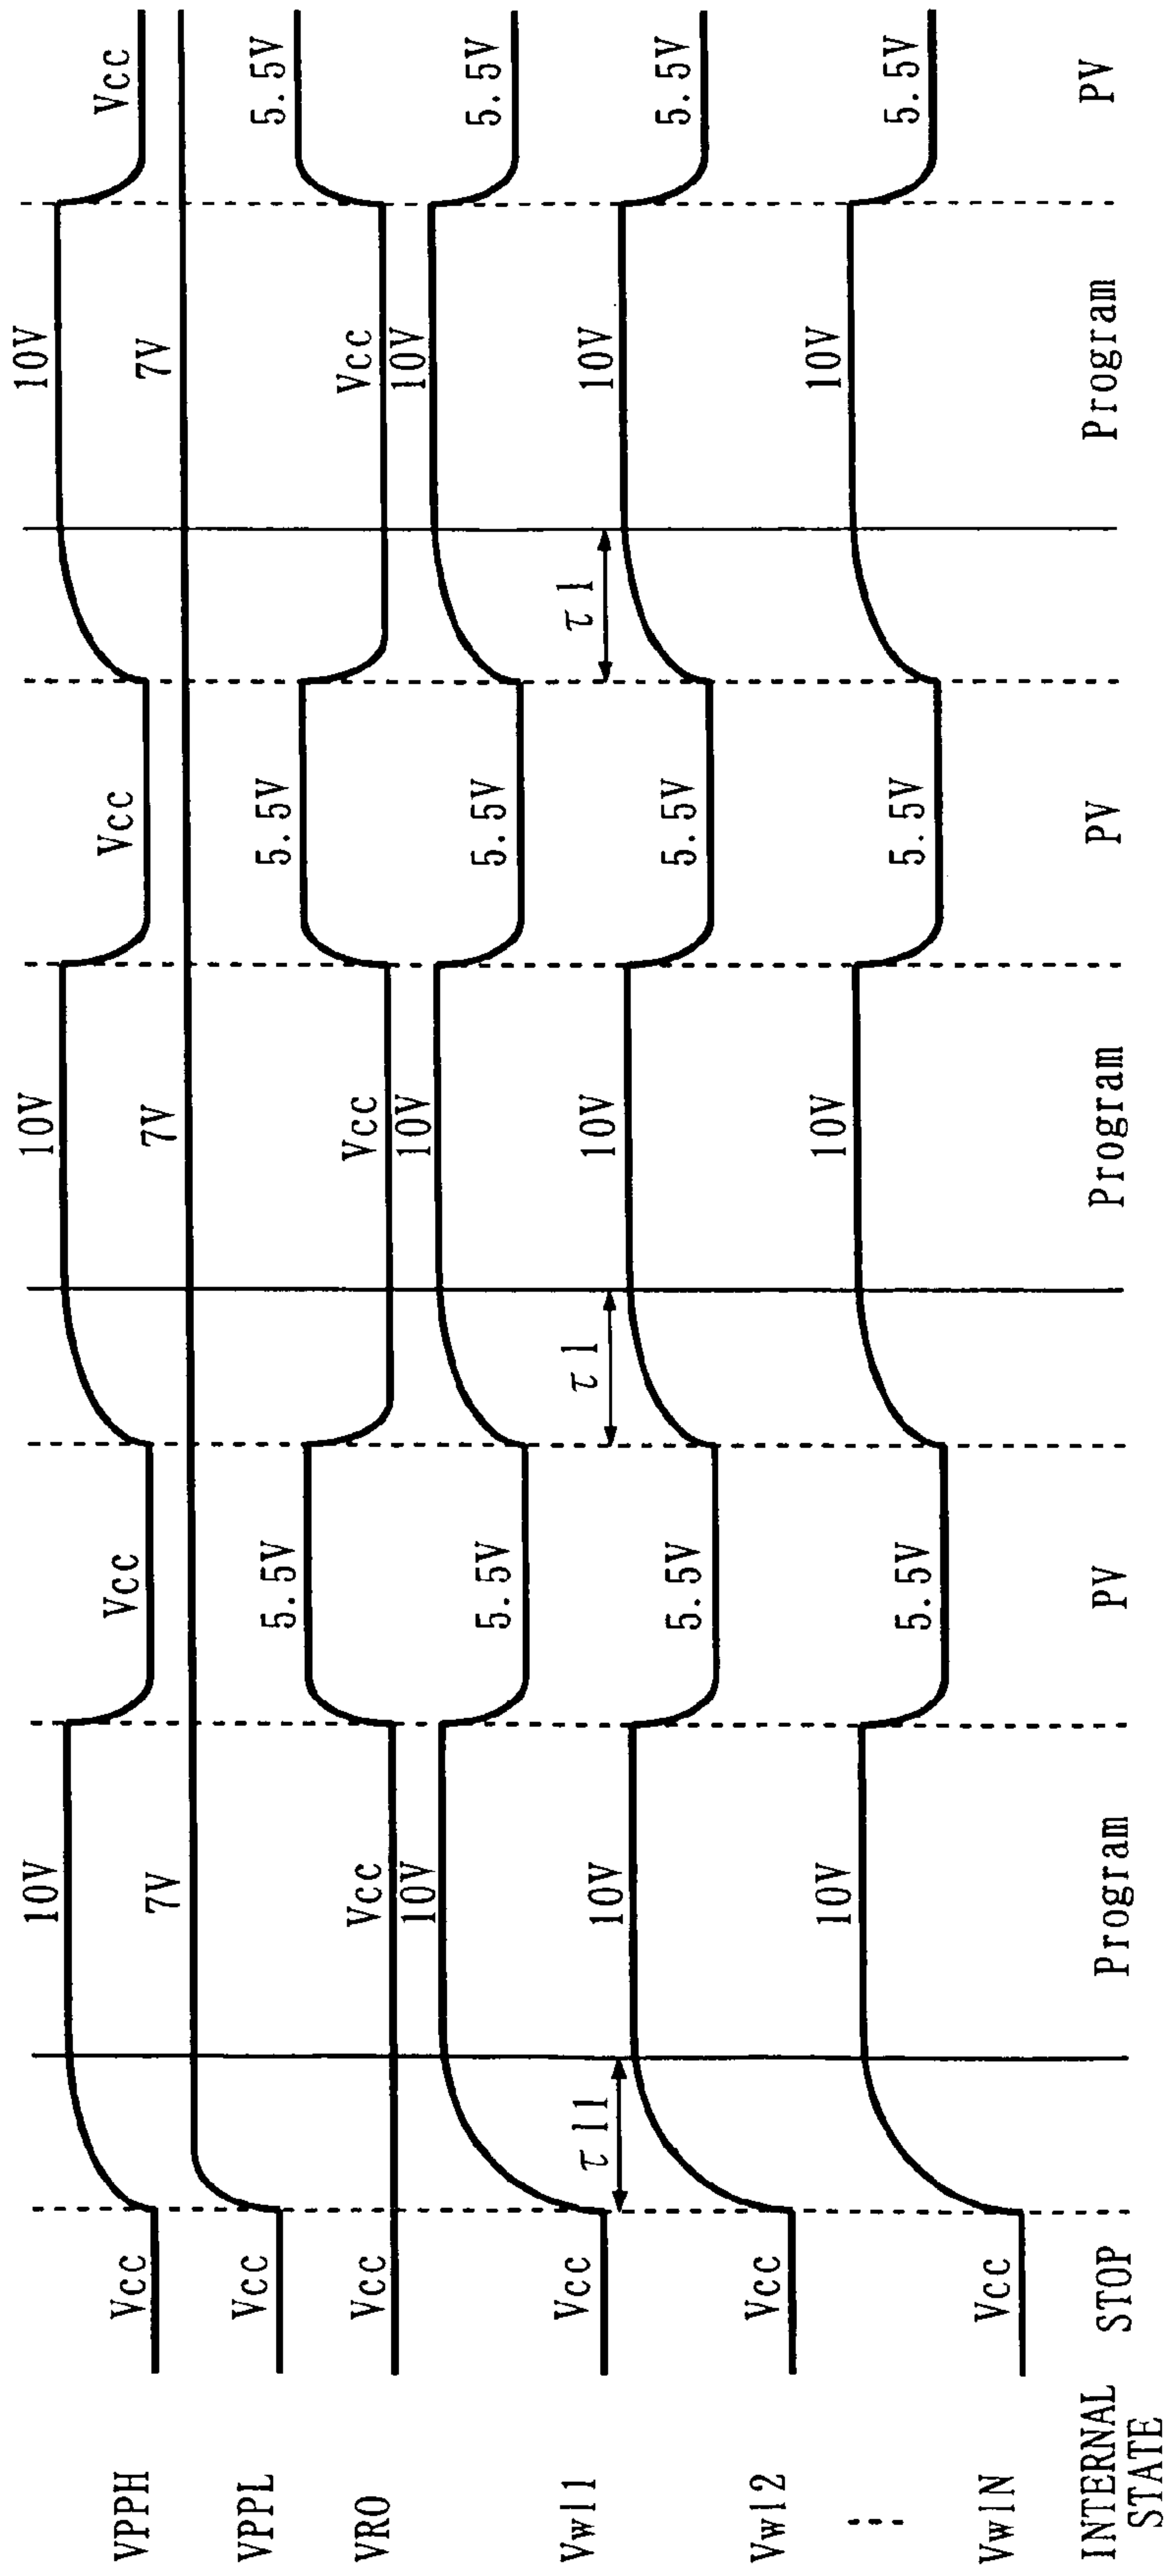 VPPH Vcc 10V Vcc 10V Vcc 10V Vcc
VPPL Vcc 7V 7V 7V
VRO Vcc Vcc 5.5V Vcc 5.5V Vcc 5.5V
Vwl1 Vcc 10V 5.5V 10V 5.5V 10V 5.5V
τ11 τ1 τ1
Vwl2 Vcc 10V 5.5V 10V 5.5V 10V 5.5V
VwlN Vcc 10V 5.5V 10V 5.5V 10V 5.5V
INTERNAL STOP Program PV Program PV Program PV
STATE